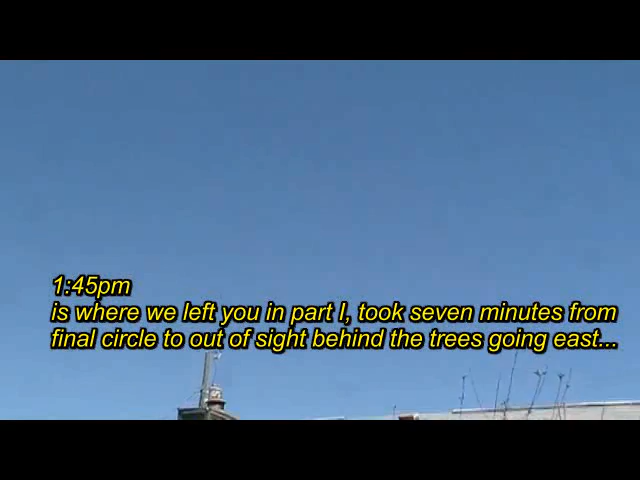 1:45pm
is where we left you in part I, took seven minutes from
final circle to out of sight behind the trees going east...